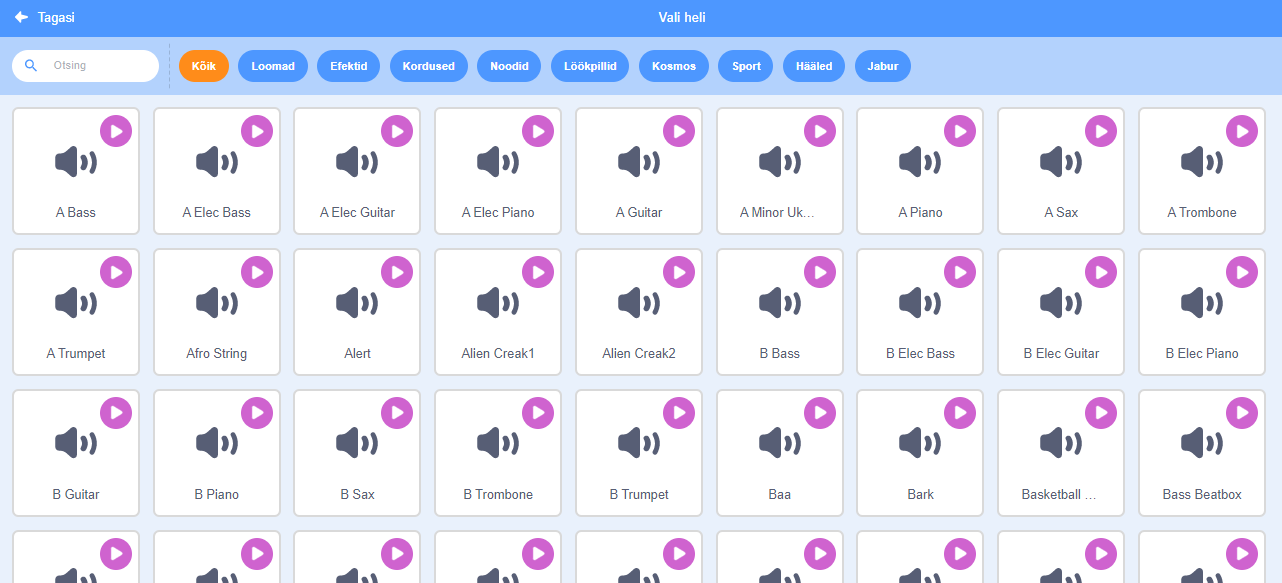 Tagasi
Vali heli
Otsing
Kõik
Loomad
Efektid
Kordused
Noodid
Löökpillid
Kosmos
Sport
Hääled
Jabur
A Bass
A Elec Bass
A Elec Guitar
A Elec Piano
A Guitar
A Minor Uk...
A Piano
A Sax
A Trombone
A Trumpet
Afro String
Alert
Alien Creak1
Alien Creak2
B Bass
B Elec Bass
B Elec Guitar
B Elec Piano
B Guitar
B Piano
B Sax
B Trombone
B Trumpet
Baa
Bark
Basketball ...
Bass Beatbox